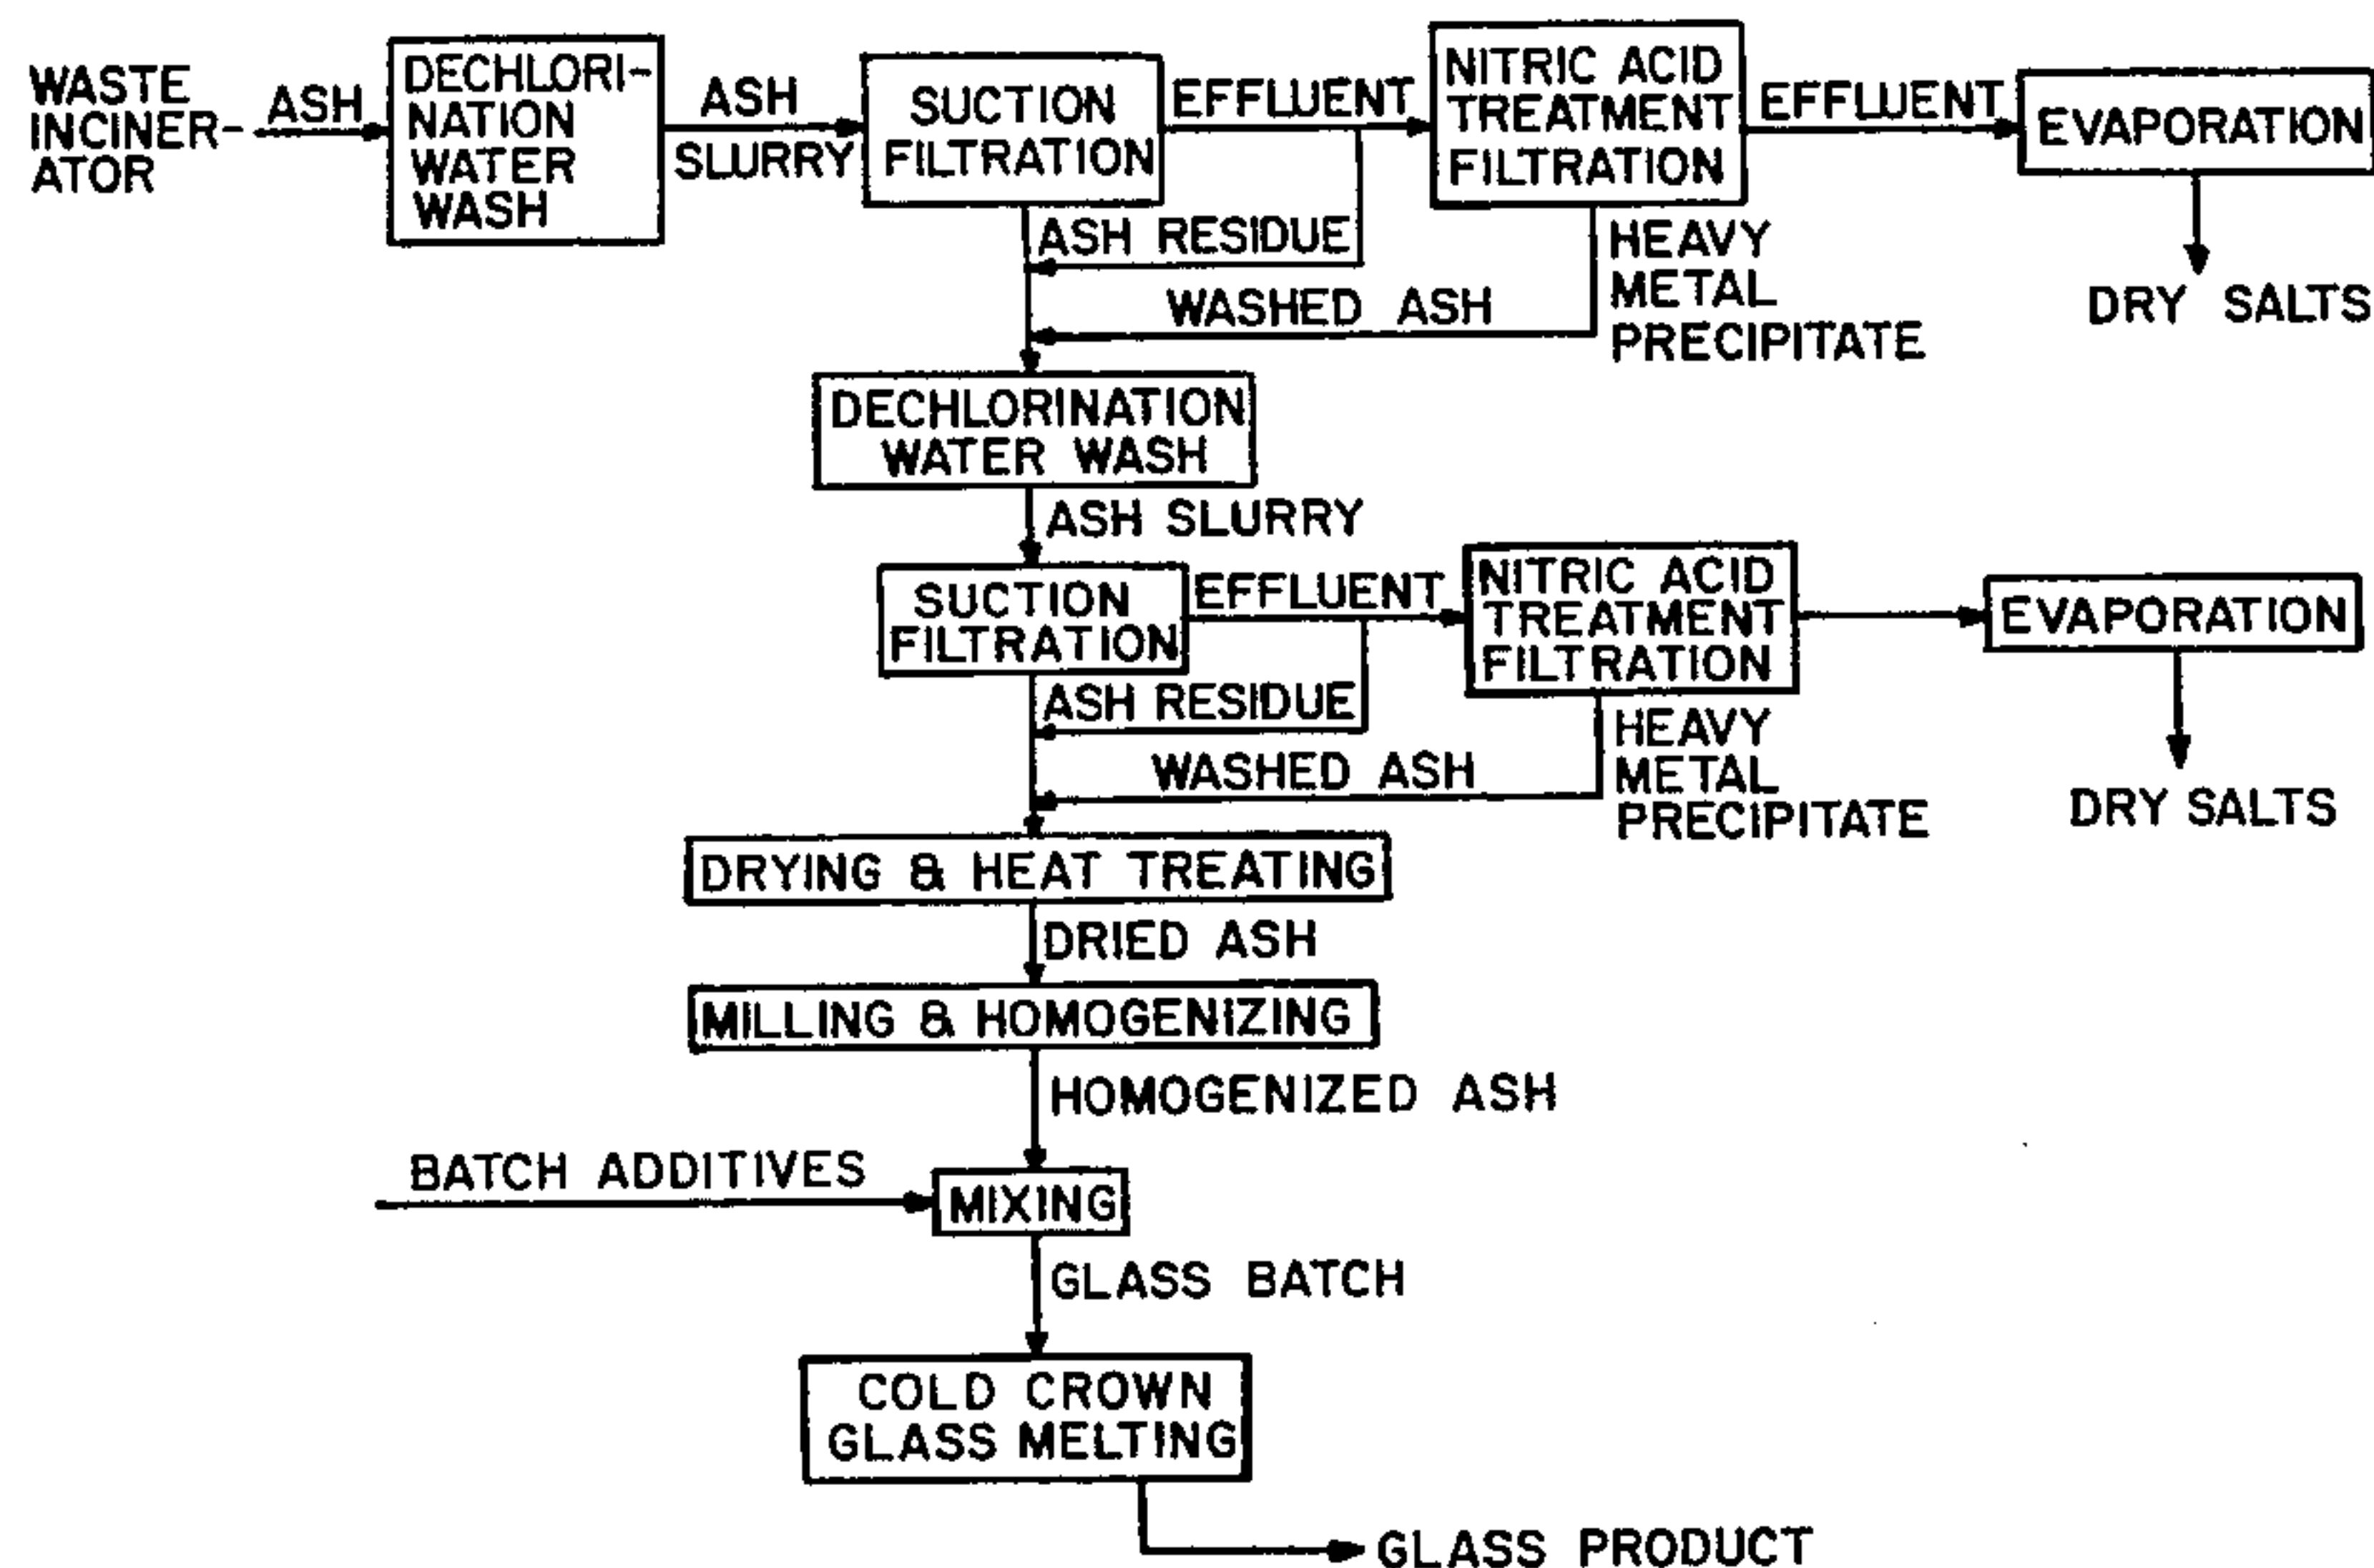 WASTE
INCINER-
ATOR
ASH
DECHLORI-
NATION
WATER
WASH
ASH
SLURRY
SUCTION
FILTRATION
EFFLUENT
NITRIC ACID
TREATMENT
FILTRATION
EFFLUENT
EVAPORATION
ASH RESIDUE
WASHED ASH
HEAVY
METAL
PRECIPITATE
DRY SALTS
DECHLORINATION
WATER WASH
ASH SLURRY
SUCTION
FILTRATION
EFFLUENT
NITRIC ACID
TREATMENT
FILTRATION
EVAPORATION
ASH RESIDUE
WASHED ASH
HEAVY
METAL
PRECIPITATE
DRY SALTS
DRYING & HEAT TREATING
DRIED ASH
MILLING & HOMOGENIZING
HOMOGENIZED ASH
BATCH ADDITIVES
MIXING
GLASS BATCH
COLD CROWN
GLASS MELTING
GLASS PRODUCT